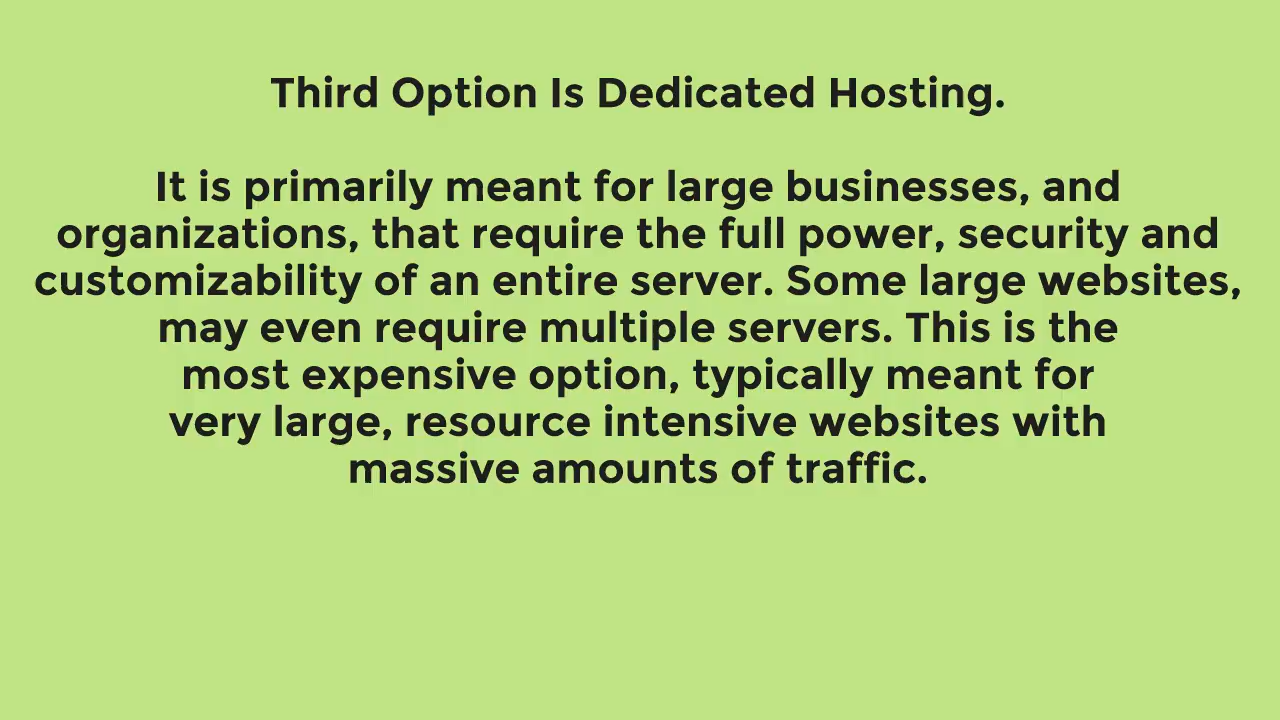 Third Option Is Dedicated Hosting.
It is primarily meant for large businesses, and
organizations, that require the full power, security and
customizability of an entire server. Some large websites,
may even require multiple servers. This is the
most expensive option, typically meant for
very large, resource intensive websites with
massive amounts of traffic.